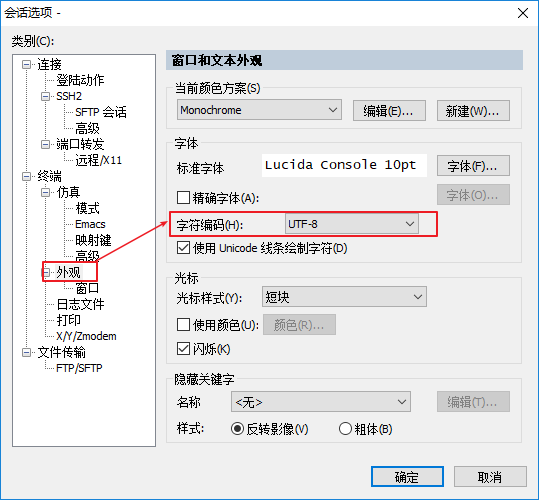 会话选项 -
类别(C):
连接
登陆动作
SSH2
SFTP 会话
高级
端口转发
远程/X11
终端
仿真
模式
Emacs
映射键
高级
外观
窗口
日志文件
打印
X/Y/Zmodem
文件传输
FTP/SFTP
窗口和文本外观
当前颜色方案(S)
Monochrome 编辑(E)... 新建(W)...
字体
标准字体 Lucida Console 10pt 字体(F)...
精确字体(A): 字体(O)...
字符编码(H): UTF-8
使用 Unicode 线条绘制字符(D)
光标
光标样式(Y): 短块
使用颜色(U): 颜色(R)...
闪烁(K)
隐藏关键字
名称 <无> 编辑(T)...
样式: 反转影像(V) 粗体(B)
确定 取消